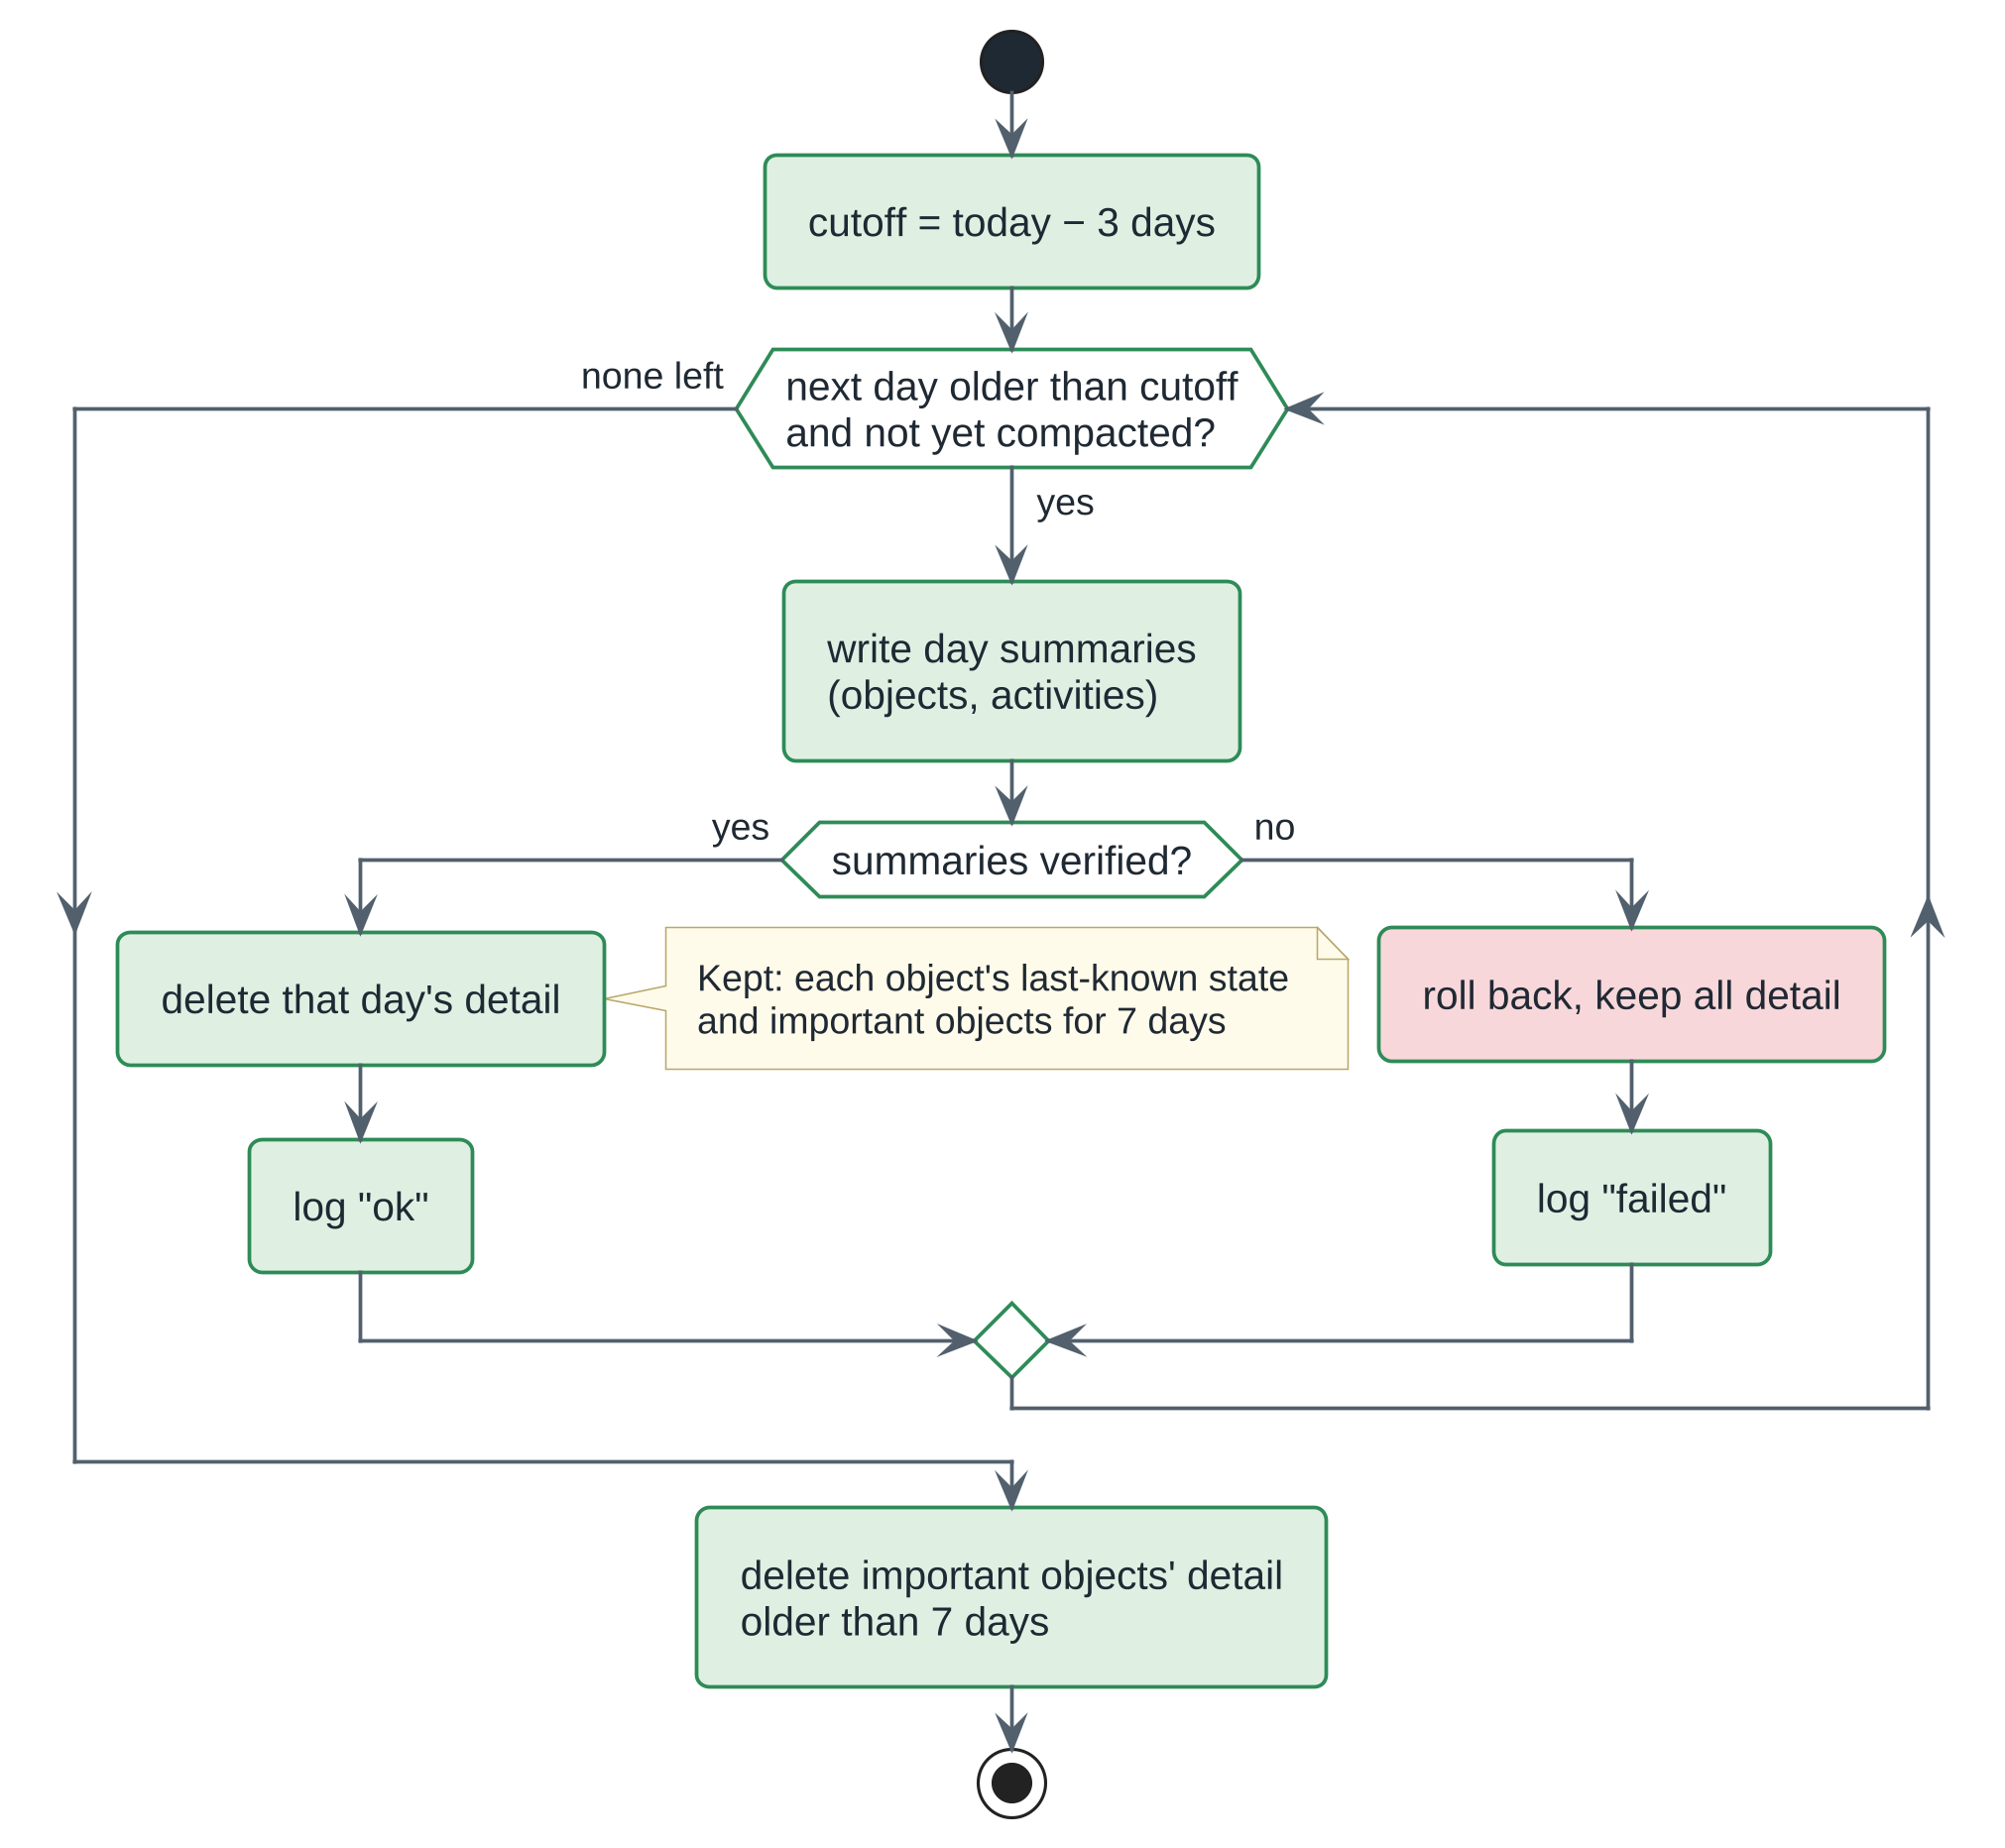 cutoff = today − 3 days
none left
next day older than cutoff
and not yet compacted?
yes
write day summaries
(objects, activities)
yes
summaries verified?
no
delete that day's detail
Kept: each object's last-known state
and important objects for 7 days
roll back, keep all detail
log "ok"
log "failed"
delete important objects' detail
older than 7 days